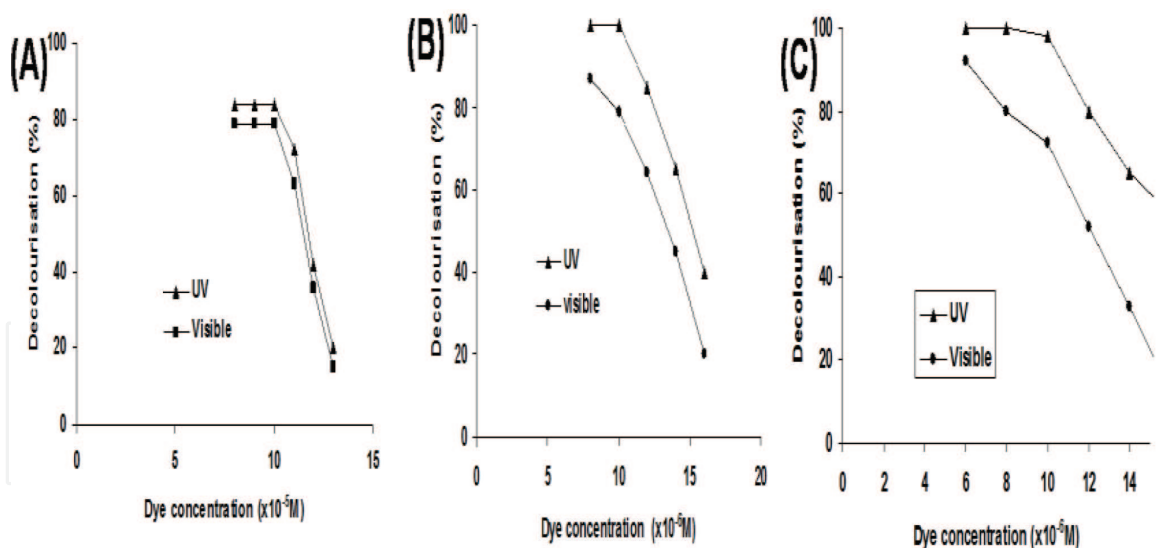 (A)
Decolourisation (%)
100
80
60
40
20
0
UV
Visible
0 5 10 15
Dye concentration (x10-5M)
(B)
Decolourisation (%)
100
80
60
40
20
0
UV
visible
0 5 10 15 20
Dye concentration (x10-6M)
(C)
Decolourisation (%)
100
80
60
40
20
0
UV
Visible
0 2 4 6 8 10 12 14
Dye concentration (x10-6M)